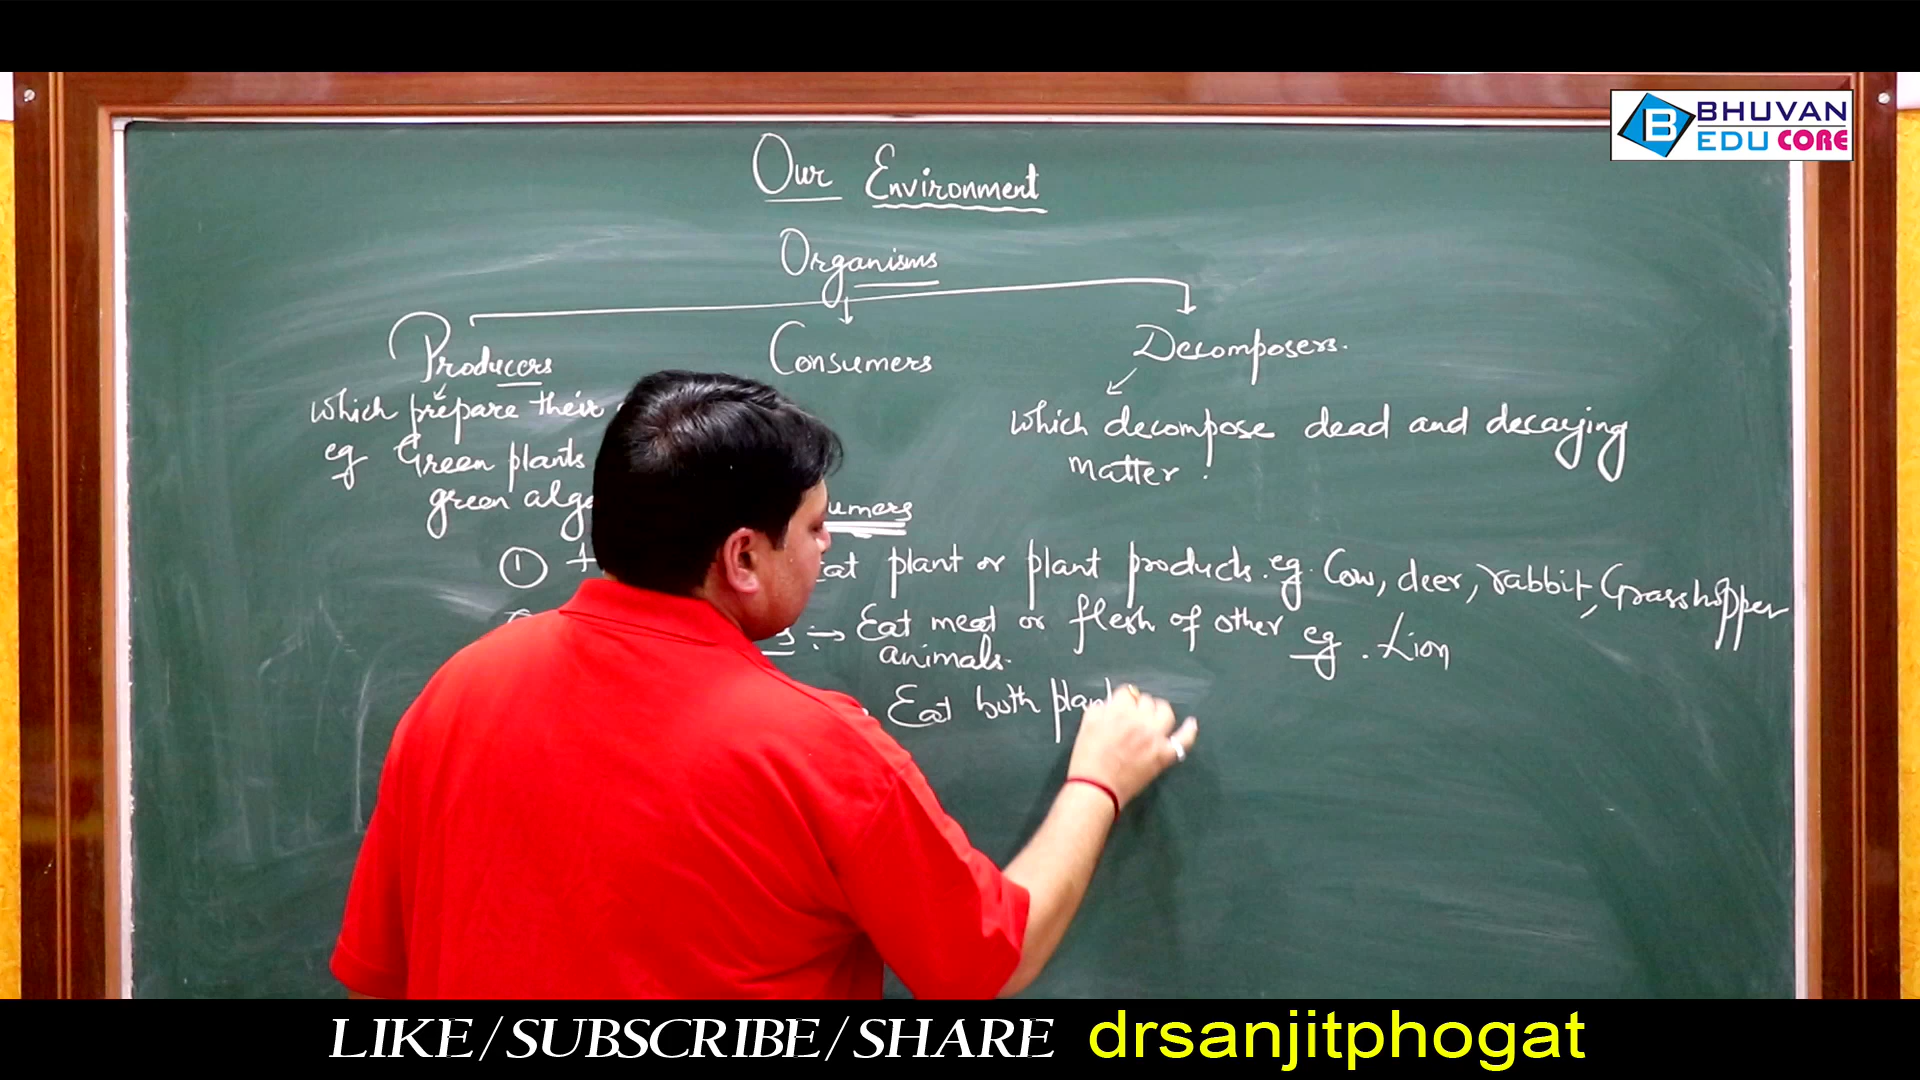 BHUVAN
EDU CORE
Our Environment
Organisms
Producers Consumers Decomposers.
which prepare their
which decompose dead and decaying
matter.
eg Green plants
green alg
umers
① Eat plant or plant products. eg. Cow, deer, rabbit, Grasshopper
s :→ Eat meat or flesh of other eg. Lion
animals.
Eat both plant
LIKE/SUBSCRIBE/SHARE drsanjitphogat